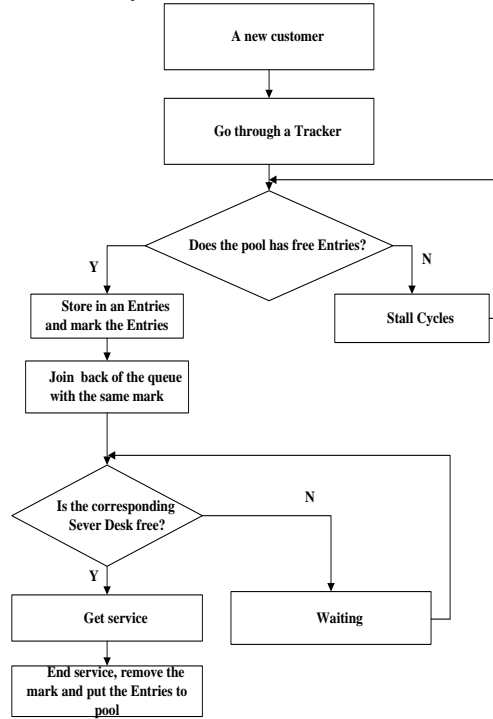 A new customer
Go through a Tracker
Does the pool has free Entries?
Y
N
Store in an Entries
and mark the Entries
Stall Cycles
Join back of the queue
with the same mark
Is the corresponding
Sever Desk free?
N
Y
Get service
Waiting
End service, remove the
mark and put the Entries to
pool